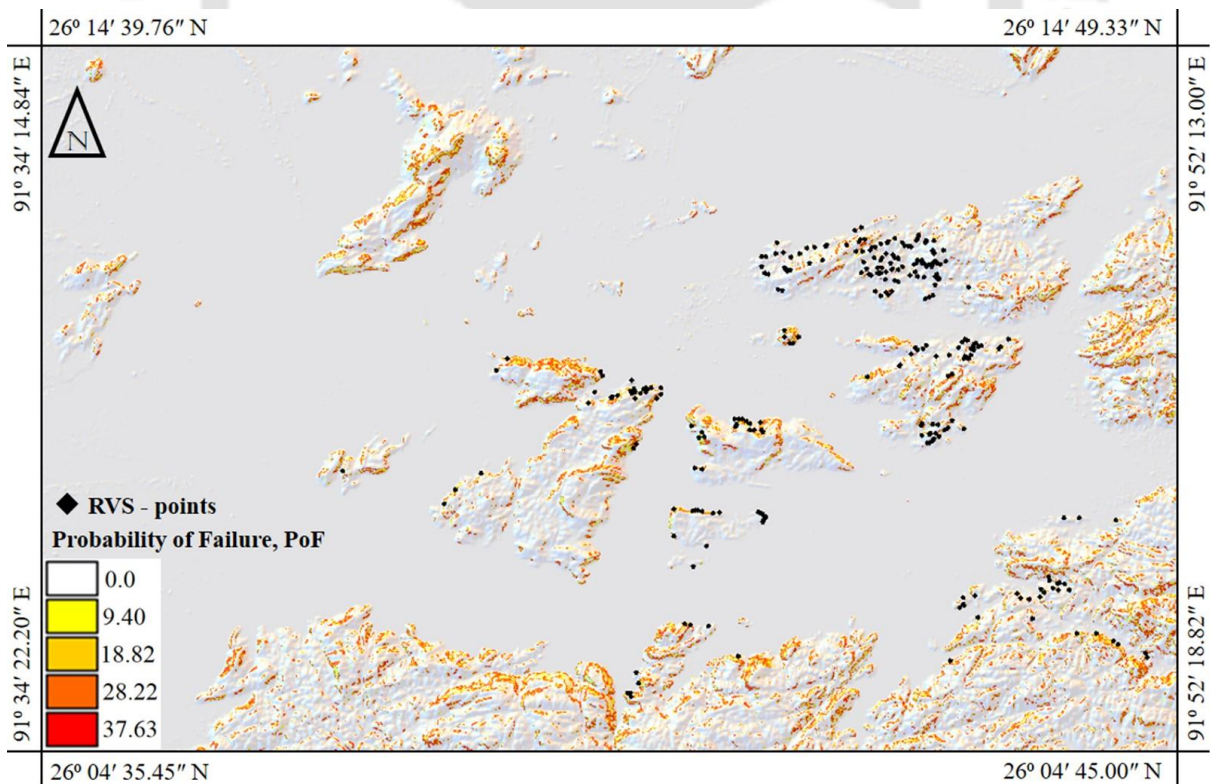 26º 14′ 39.76″ N
26º 14′ 49.33″ N
91º 34′ 14.84″ E
91º 52′ 13.00″ E
N
RVS - points
Probability of Failure, PoF
0.0
9.40
18.82
28.22
37.63
91º 34′ 22.20″ E
91º 52′ 18.82″ E
26º 04′ 35.45″ N
26º 04′ 45.00″ N